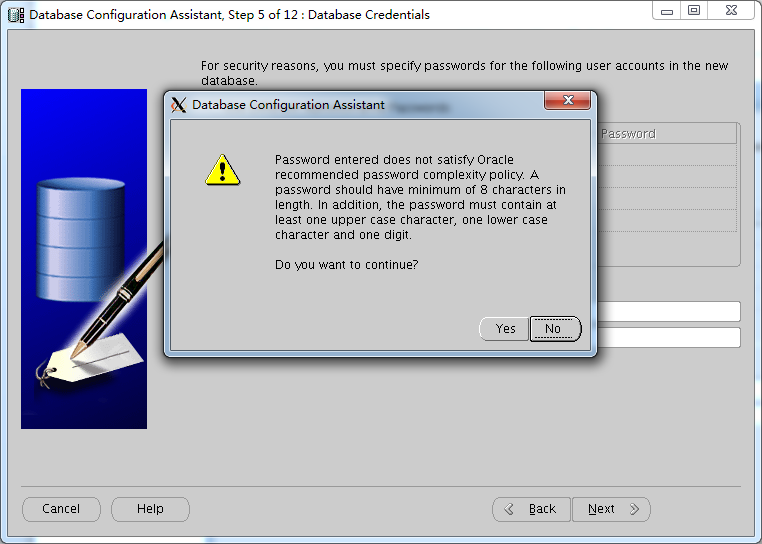 Database Configuration Assistant, Step 5 of 12 : Database Credentials
For security reasons, you must specify passwords for the following user accounts in the new
database.
Database Configuration Assistant
Password
Password entered does not satisfy Oracle
recommended password complexity policy. A
password should have minimum of 8 characters in
length. In addition, the password must contain at
least one upper case character, one lower case
character and one digit.
Do you want to continue?
Yes No
Cancel Help Back Next